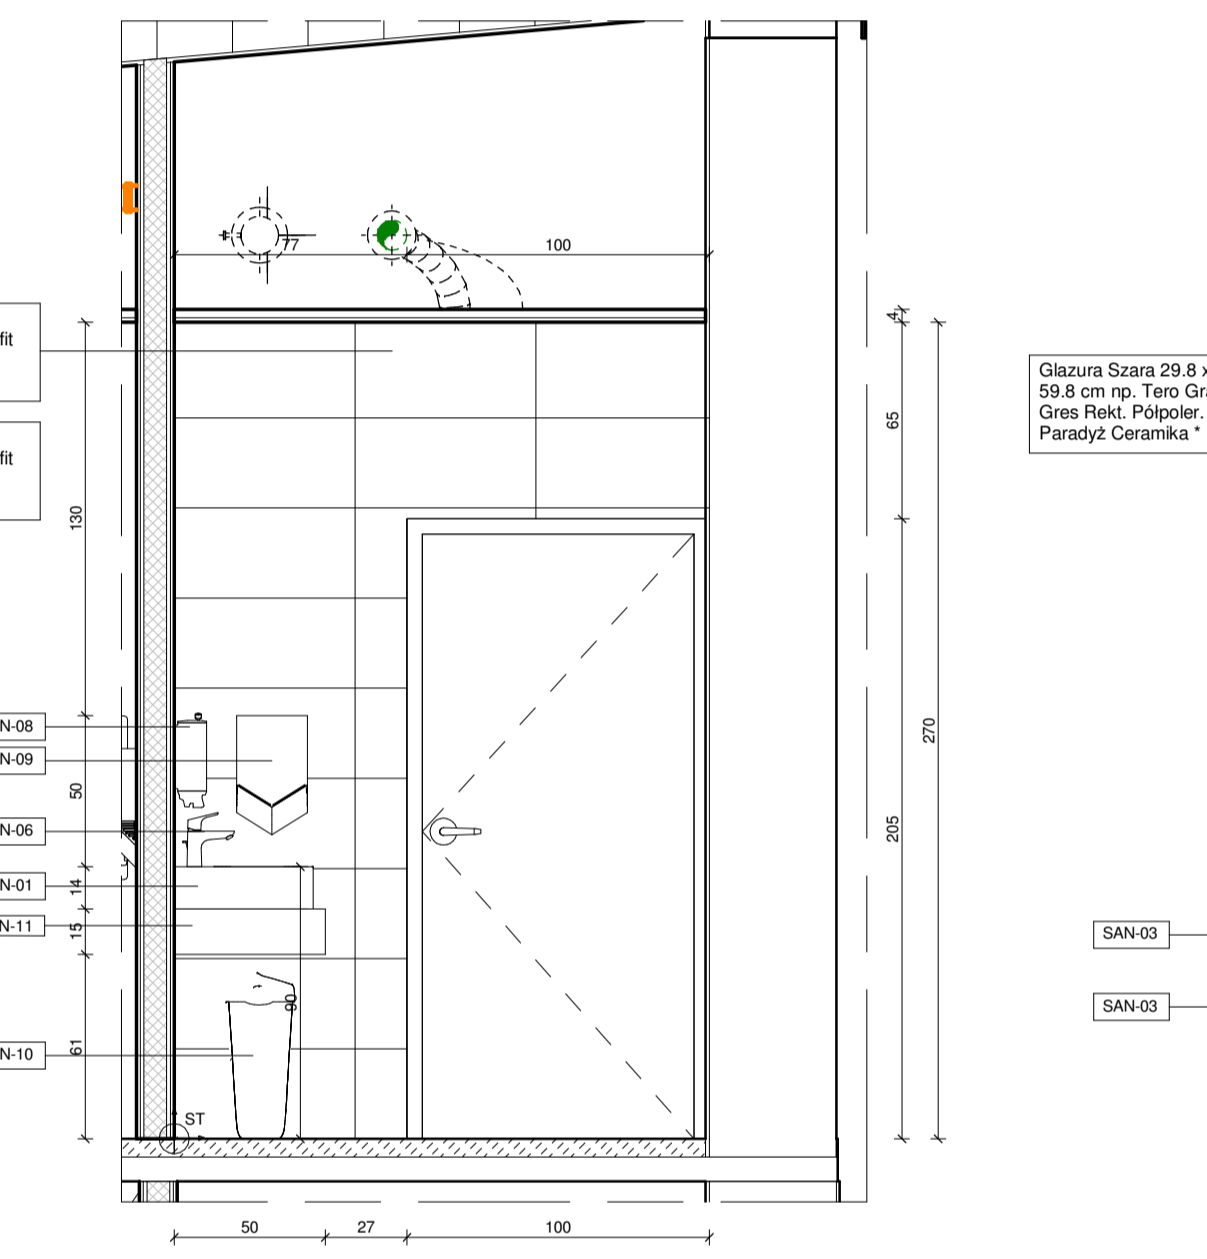 77
100
4
fit
65
Glazura Szara 29.8 x
59.8 cm np. Tero Gra
Gres Rekt. Półpoler.
Paradyż Ceramika *
fit
130
N-08
270
N-09
50
N-06
205
N-01
14
N-11
15
SAN-03
90
SAN-03
N-10
61
ST
50
27
100